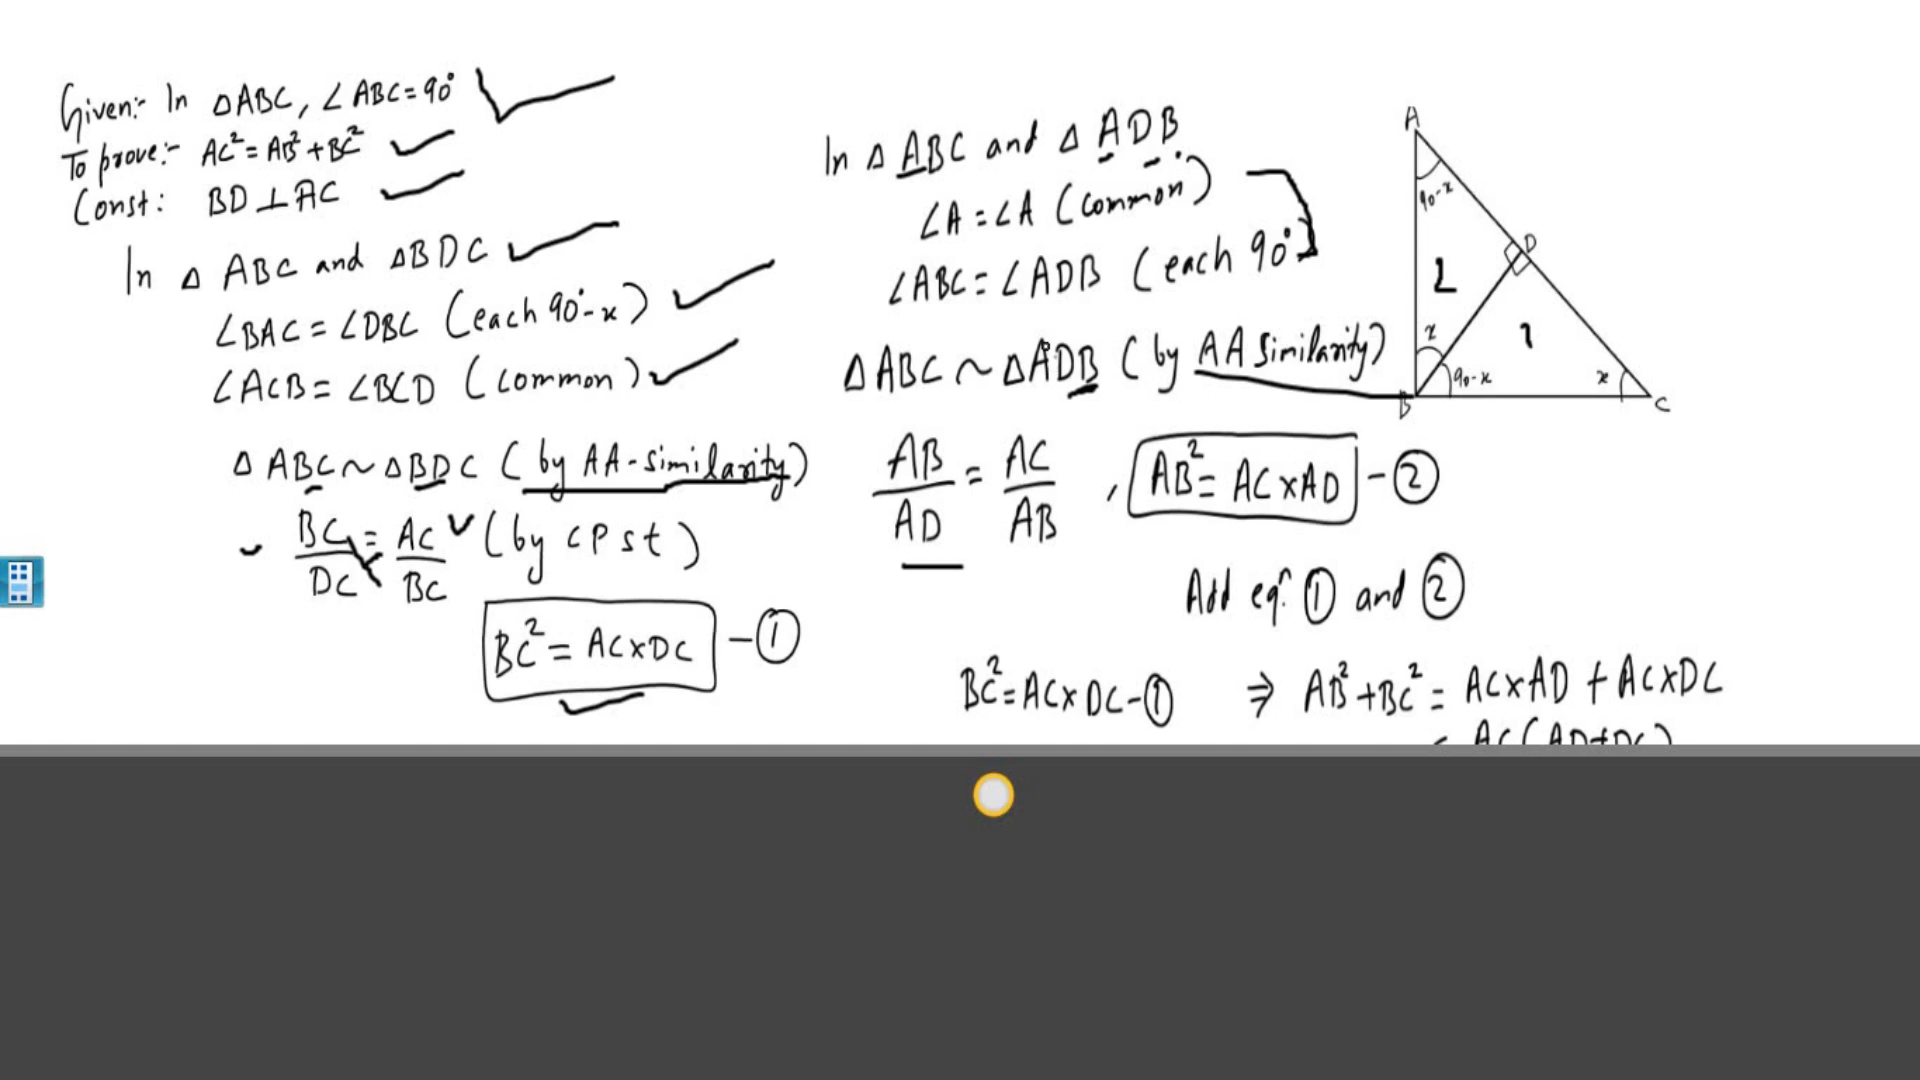 Given:- In △ABC, ∠ABC=90°
To prove:- AC²=AB²+BC²
Const: BD⊥AC
In △ ABC and △BDC
∠BAC=∠DBC (each 90°-x)
∠ACB=∠BCD (common)
△ABC~△BDC (by AA-similarity)
BC/DC = AC/BC (by cpst)
BC²=AC×DC -①
In △ ABC and △ ADB
∠A=∠A (common)
∠ABC=∠ADB (each 90°)
△ABC~△ADB (by AA similarity)
AB/AD = AC/AB , AB²=AC×AD -②
Add eqn ① and ②
BC²=AC×DC-① ⇒ AB²+BC²=AC×AD+AC×DC
= AC(AD+DC)
A
90-x
D
2
1
x
90-x
x
B
C